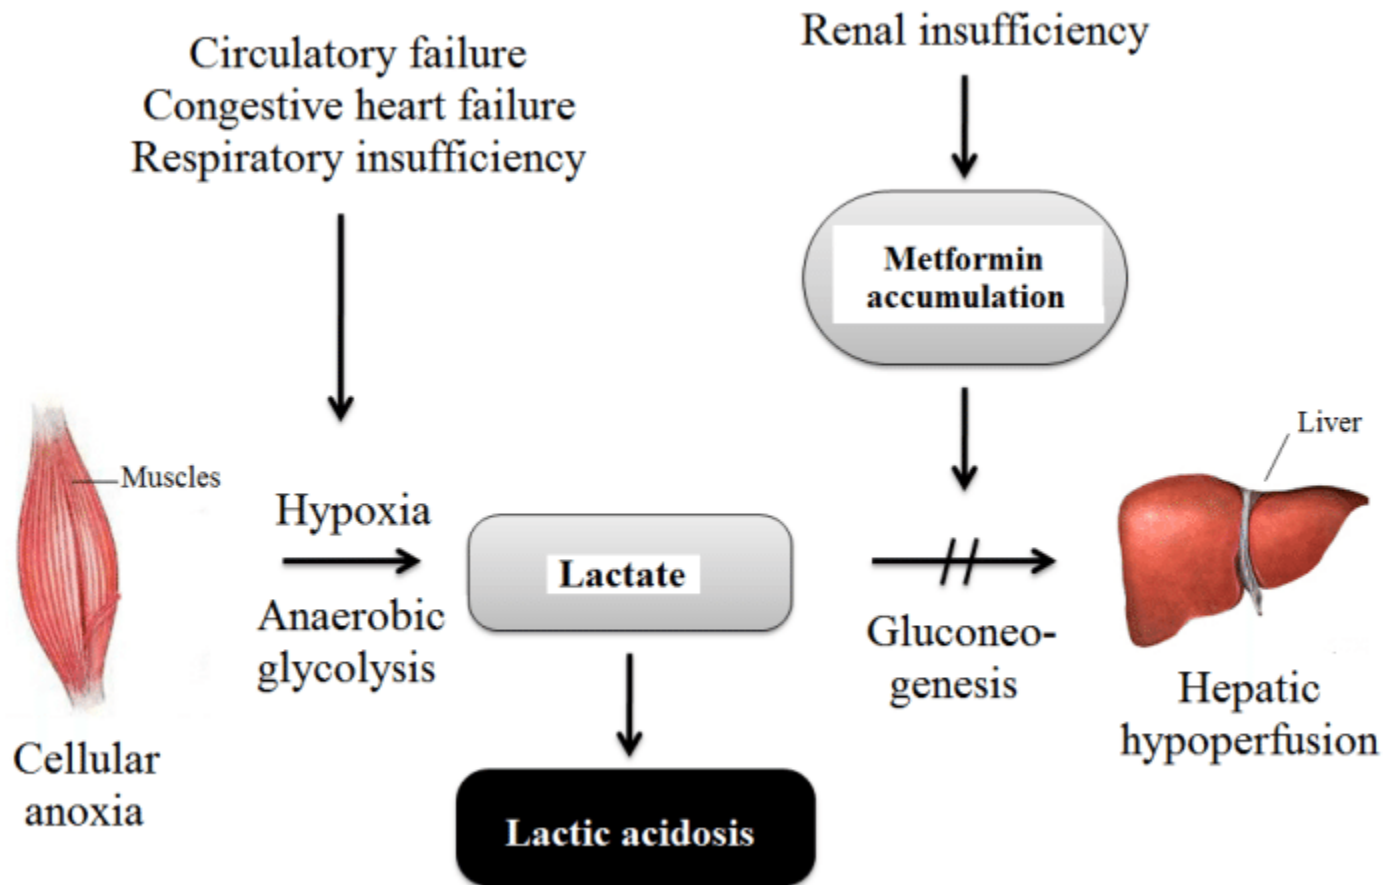 Circulatory failure
Congestive heart failure
Respiratory insufficiency
Renal insufficiency
Metformin
accumulation
Liver
Muscles
Hypoxia
Anaerobic
glycolysis
Lactate
Gluconeo-
genesis
Hepatic
hypoperfusion
Cellular
anoxia
Lactic acidosis